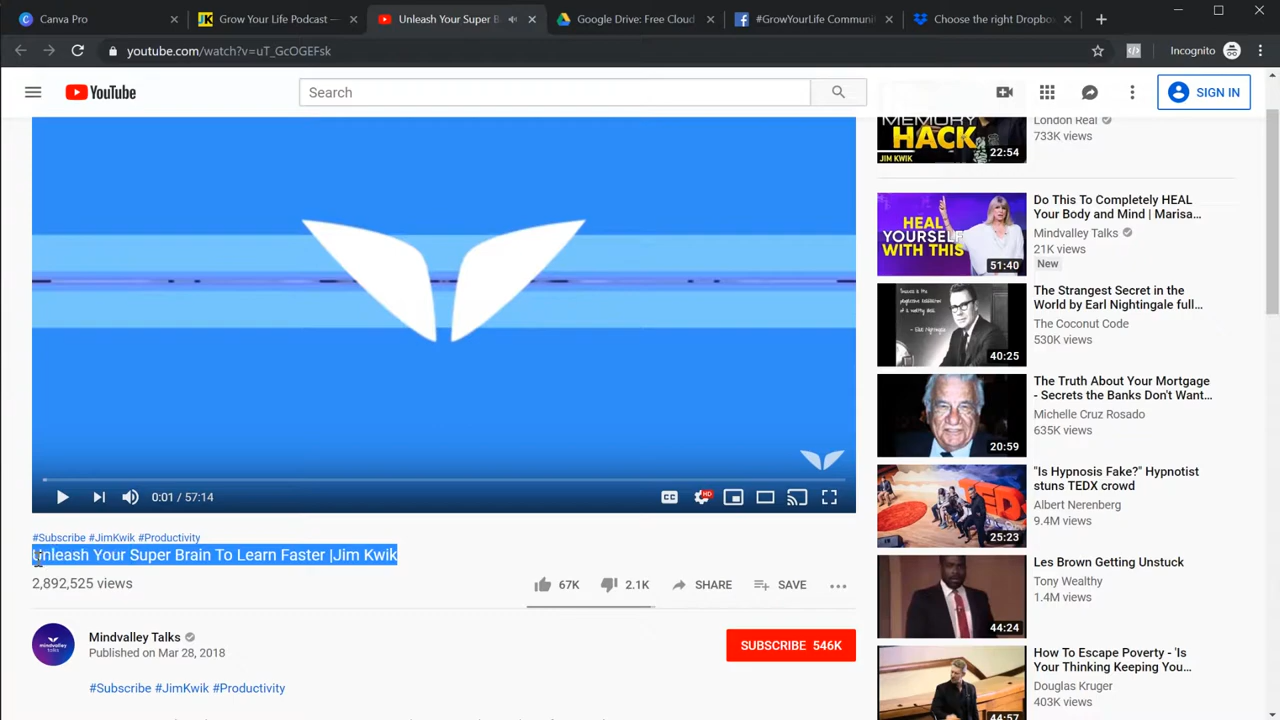 Canva Pro
Grow Your Life Podcast —
Unleash Your Super B
Google Drive: Free Cloud
#GrowYourLife Communi
Choose the right Dropbo
youtube.com/watch?v=uT_GcOGEFsk
Incognito
YouTube
Search
SIGN IN
MEMORY
HACK
JIM KWIK
22:54
London Real
733K views
HEAL
YOURSELF
WITH THIS
51:40
Do This To Completely HEAL
Your Body and Mind | Marisa...
Mindvalley Talks
21K views
New
40:25
The Strangest Secret in the
World by Earl Nightingale full...
The Coconut Code
530K views
20:59
The Truth About Your Mortgage
- Secrets the Banks Don't Want...
Michelle Cruz Rosado
635K views
TED
25:23
"Is Hypnosis Fake?" Hypnotist
stuns TEDX crowd
Albert Nerenberg
9.4M views
44:24
Les Brown Getting Unstuck
Tony Wealthy
1.4M views
44:57
How To Escape Poverty - 'Is
Your Thinking Keeping You...
Douglas Kruger
403K views
0:01 / 57:14
CC
HD
#Subscribe #JimKwik #Productivity
Unleash Your Super Brain To Learn Faster |Jim Kwik
2,892,525 views
67K
2.1K
SHARE
SAVE
mindvalley
talks
Mindvalley Talks
Published on Mar 28, 2018
SUBSCRIBE 546K
#Subscribe #JimKwik #Productivity